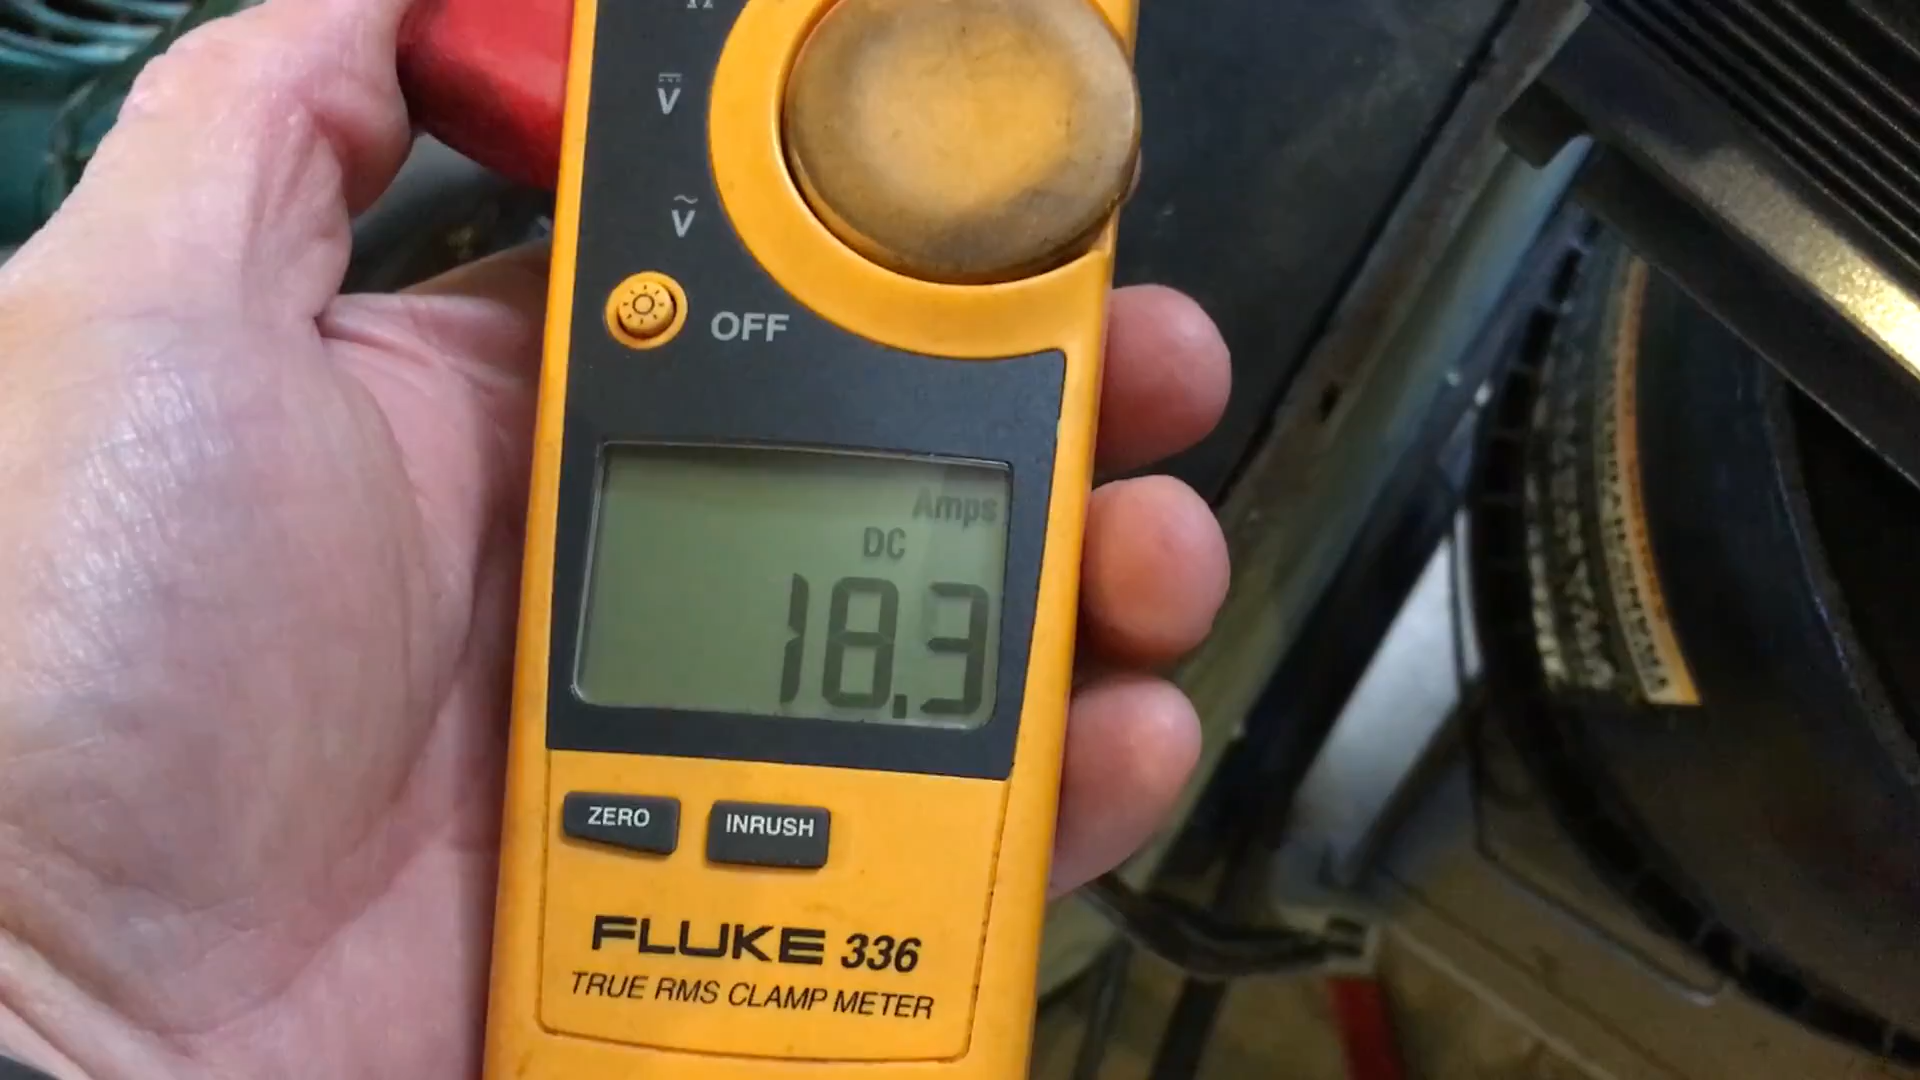 Ω
V
V
OFF
Amps
DC
18.3
ZERO
INRUSH
FLUKE 336
TRUE RMS CLAMP METER